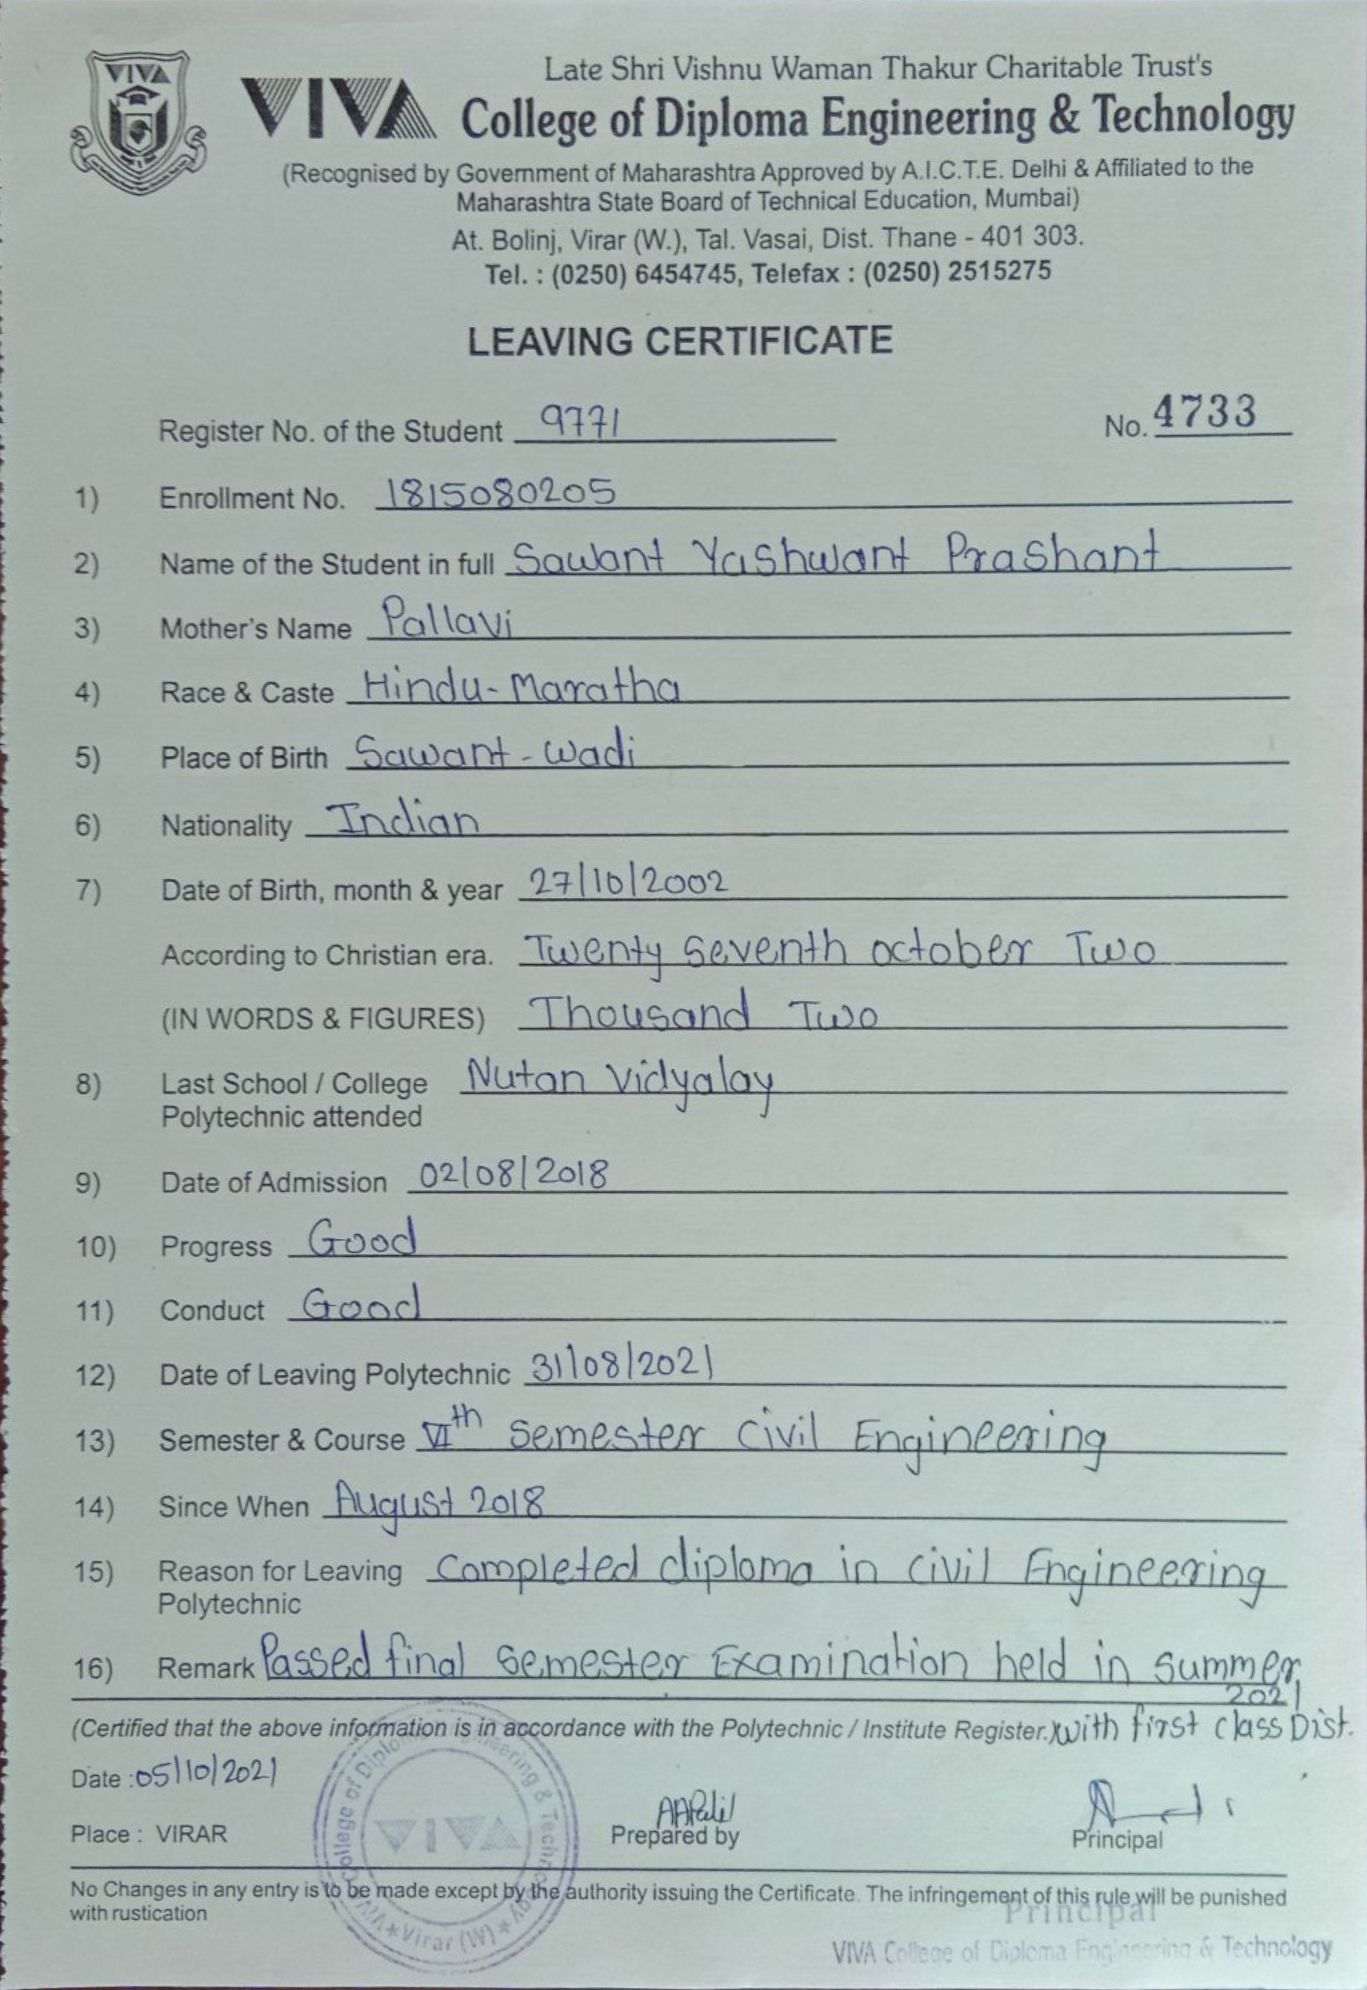 VIVA
Late Shri Vishnu Waman Thakur Charitable Trust's
VIVA College of Diploma Engineering & Technology
(Recognised by Government of Maharashtra Approved by A.I.C.T.E. Delhi & Affiliated to the
Maharashtra State Board of Technical Education, Mumbai)
At. Bolinj, Virar (W.), Tal. Vasai, Dist. Thane - 401 303.
Tel. : (0250) 6454745, Telefax : (0250) 2515275
LEAVING CERTIFICATE
Register No. of the Student 9771 No. 4733
1) Enrollment No. 1815080205
2) Name of the Student in full Sawant Yashwant Prashant
3) Mother's Name Pallavi
4) Race & Caste Hindu-Maratha
5) Place of Birth Sawant-wadi
6) Nationality Indian
7) Date of Birth, month & year 27/10/2002
According to Christian era. Twenty seventh october Two
(IN WORDS & FIGURES) Thousand Two
8) Last School / College Nutan Vidyalay
Polytechnic attended
9) Date of Admission 02/08/2018
10) Progress Good
11) Conduct Good
12) Date of Leaving Polytechnic 31/08/2021
13) Semester & Course VIth Semester Civil Engineering
14) Since When August 2018
15) Reason for Leaving Completed diploma in civil Engineering
Polytechnic
16) Remark Passed final semester Examination held in summer
2021
(Certified that the above information is in accordance with the Polytechnic / Institute Register.) with first class Dist.
Date : 05/10/2021
Place : VIRAR
AAPatil
Prepared by
Principal
No Changes in any entry is to be made except by the authority issuing the Certificate. The infringement of this rule will be punished
with rustication
Principal
VIVA College of Diploma Engineering & Technology
VIVA College of Diploma Engineering & Technology
VIVA
Virar (W)